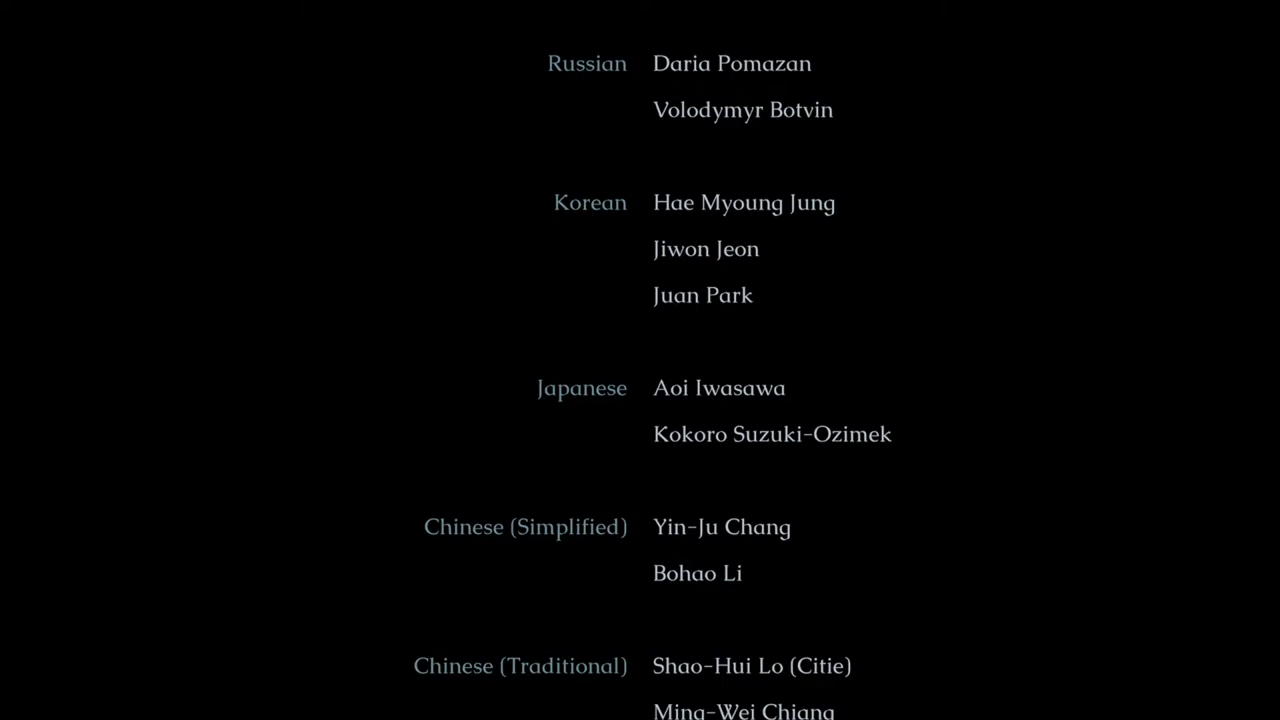 Russian Daria Pomazan
Volodymyr Botvin
Korean Hae Myoung Jung
Jiwon Jeon
Juan Park
Japanese Aoi Iwasawa
Kokoro Suzuki-Ozimek
Chinese (Simplified) Yin-Ju Chang
Bohao Li
Chinese (Traditional) Shao-Hui Lo (Citie)
Ming-Wei Chiang